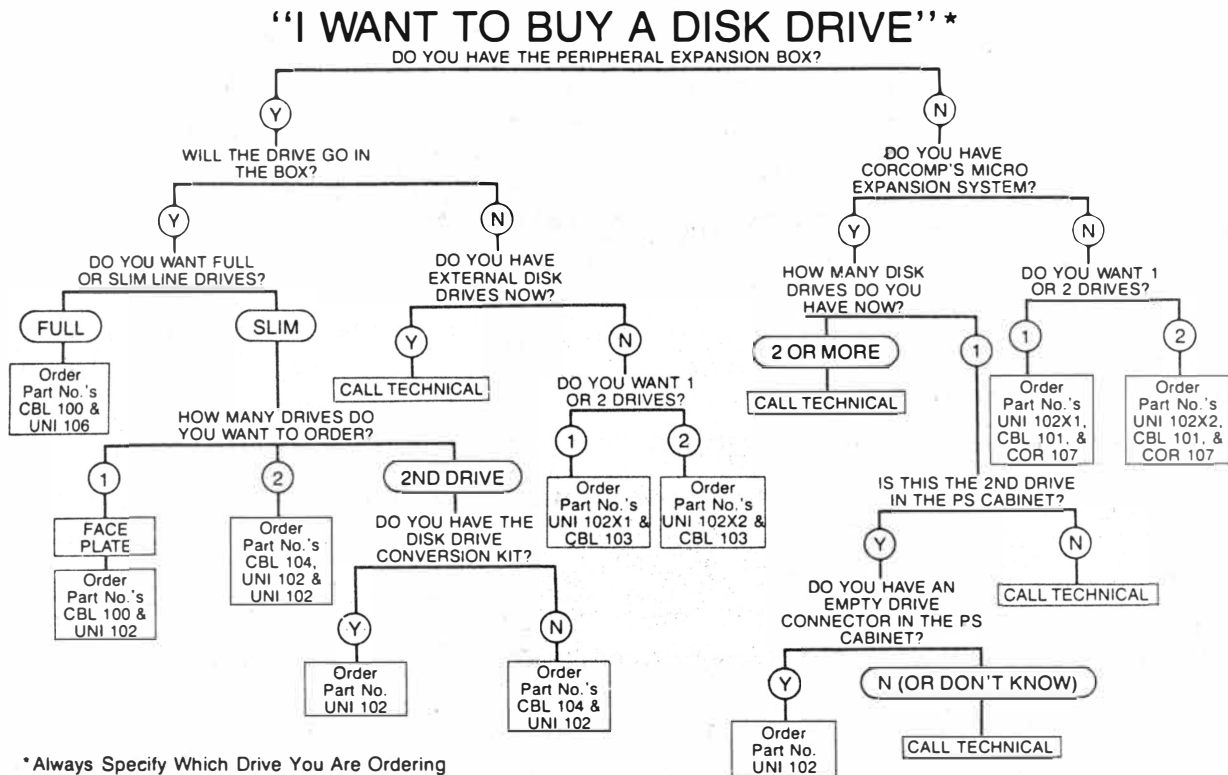 "I WANT TO BUY A DISK DRIVE"*
DO YOU HAVE THE PERIPHERAL EXPANSION BOX?
Y
WILL THE DRIVE GO IN
THE BOX?
Y
DO YOU WANT FULL
OR SLIM LINE DRIVES?
FULL
Order
Part No.'s
CBL 100 &
UNI 106
SLIM
HOW MANY DRIVES DO
YOU WANT TO ORDER?
1
FACE
PLATE
Order
Part No.'s
CBL 100 &
UNI 102
2
Order
Part No.'s
CBL 104,
UNI 102 &
UNI 102
2ND DRIVE
DO YOU HAVE THE
DISK DRIVE
CONVERSION KIT?
Y
Order
Part No.
UNI 102
N
Order
Part No.'s
CBL 104 &
UNI 102
N
DO YOU HAVE
EXTERNAL DISK
DRIVES NOW?
Y
CALL TECHNICAL
N
DO YOU WANT 1
OR 2 DRIVES?
1
Order
Part No.'s
UNI 102X1 &
CBL 103
2
Order
Part No.'s
UNI 102X2 &
CBL 103
N
DO YOU HAVE
CORCOMP'S MICRO
EXPANSION SYSTEM?
Y
HOW MANY DISK
DRIVES DO YOU
HAVE NOW?
2 OR MORE
CALL TECHNICAL
1
IS THIS THE 2ND DRIVE
IN THE PS CABINET?
Y
DO YOU HAVE AN
EMPTY DRIVE
CONNECTOR IN THE PS
CABINET?
Y
Order
Part No.
UNI 102
N (OR DON'T KNOW)
CALL TECHNICAL
N
CALL TECHNICAL
N
DO YOU WANT 1
OR 2 DRIVES?
1
Order
Part No.'s
UNI 102X1,
CBL 101, &
COR 107
2
Order
Part No.'s
UNI 102X2,
CBL 101, &
COR 107
*Always Specify Which Drive You Are Ordering